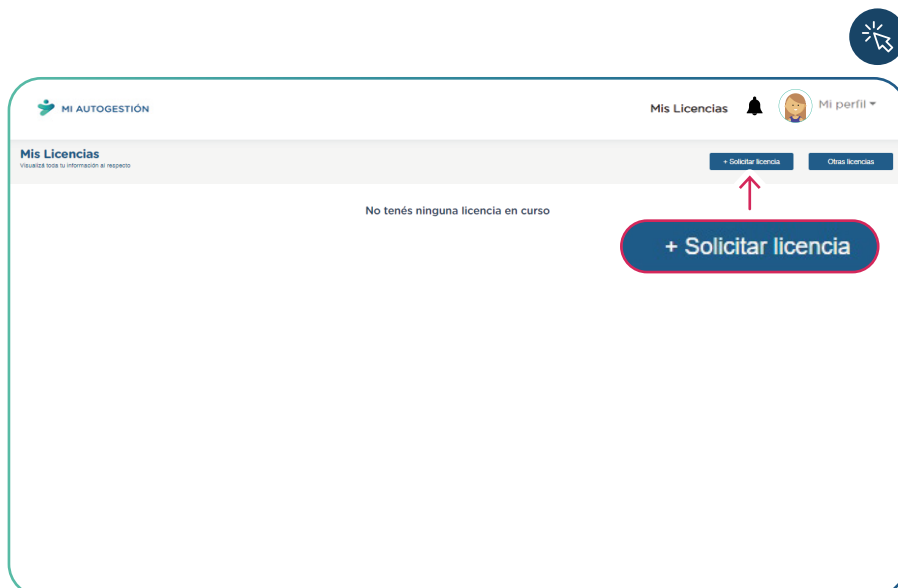 MI AUTOGESTIÓN
Mis Licencias
Mi perfil
Mis Licencias
Visualizá toda tu información al respecto
+ Solicitar licencia
Otras licencias
No tenés ninguna licencia en curso
+ Solicitar licencia